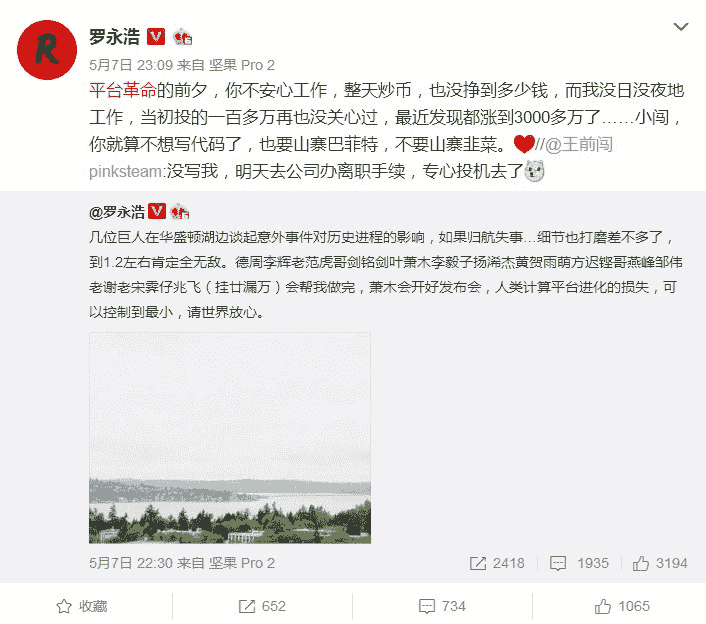 罗永浩
5月7日 23:09 来自 坚果 Pro 2
平台革命的前夕，你不安心工作，整天炒币，也没挣到多少钱，而我没日没夜地
工作，当初投的一百多万再也没关心过，最近发现都涨到3000多万了……小闯，
你就算不想写代码了，也要山寨巴菲特，不要山寨韭菜。//@王前闯
pinksteam:没写我，明天去公司办离职手续，专心投机去了
@罗永浩
几位巨人在华盛顿湖边谈起意外事件对历史进程的影响，如果归航失事...细节也打磨差不多了，
到1.2左右肯定全无敌。德周李辉老范虎哥剑铭剑叶萧木李毅子扬浠杰黄贺雨萌方迟铿哥燕峰邹伟
老谢老宋霁仔兆飞（挂廿漏万）会帮我做完，萧木会开好发布会，人类计算平台进化的损失，可
以控制到最小，请世界放心。
5月7日 22:30 来自 坚果 Pro 2 2418 1935 3194
收藏 652 734 1065